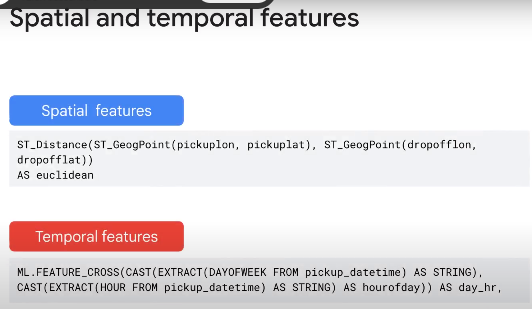 Spatial and temporal features
Spatial features
ST_Distance(ST_GeogPoint(pickuplon, pickuplat), ST_GeogPoint(dropofflon,
dropofflat))
AS euclidean
Temporal features
ML.FEATURE_CROSS(CAST(EXTRACT(DAYOFWEEK FROM pickup_datetime) AS STRING),
CAST(EXTRACT(HOUR FROM pickup_datetime) AS STRING) AS hourofday)) AS day_hr,